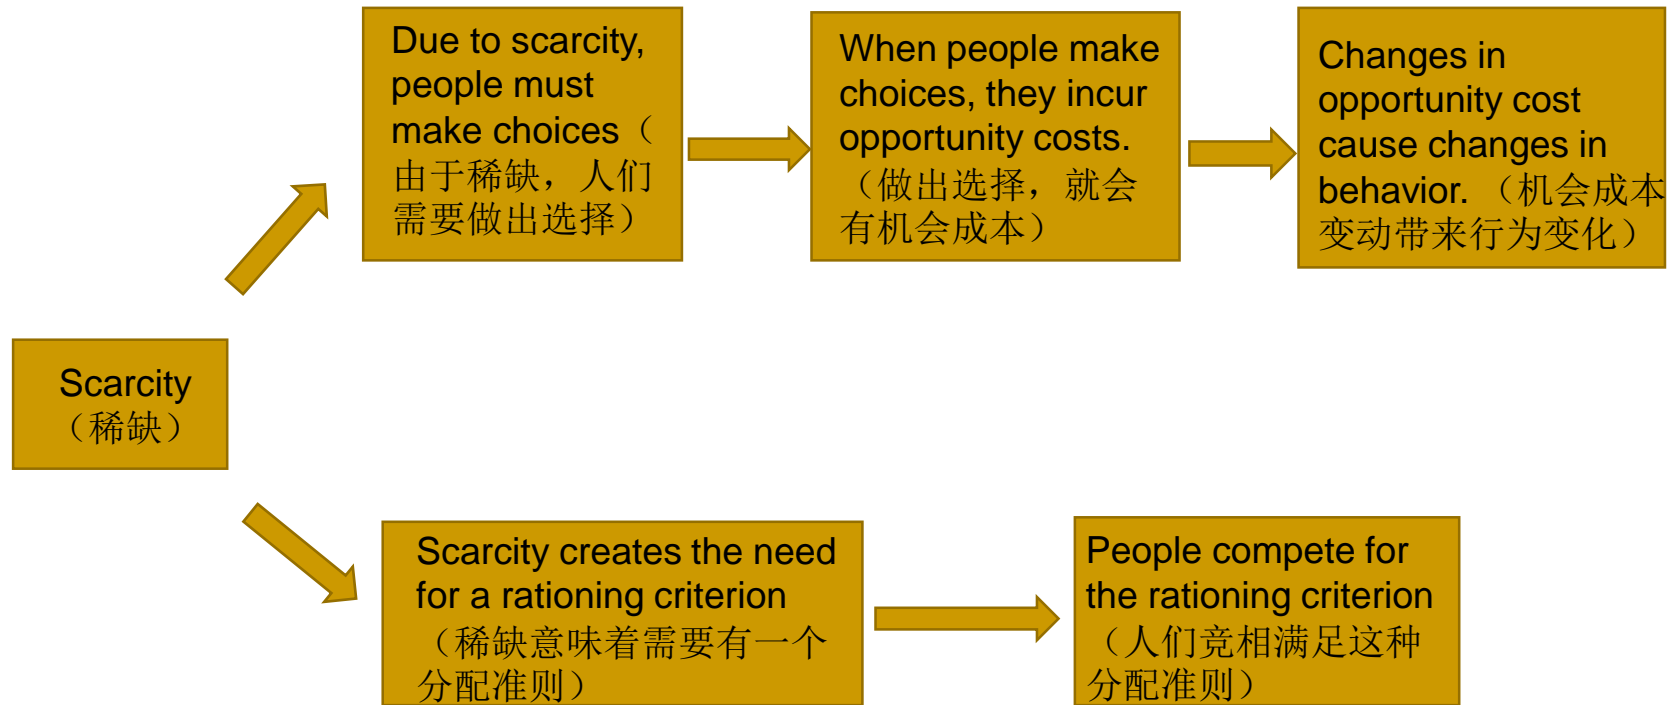 Due to scarcity,
people must
make choices（
由于稀缺，人们
需要做出选择）
When people make
choices, they incur
opportunity costs.
（做出选择，就会
有机会成本）
Changes in
opportunity cost
cause changes in
behavior. （机会成本
变动带来行为变化）
Scarcity
（稀缺）
Scarcity creates the need
for a rationing criterion
（稀缺意味着需要有一个
分配准则）
People compete for
the rationing criterion
（人们竞相满足这种
分配准则）